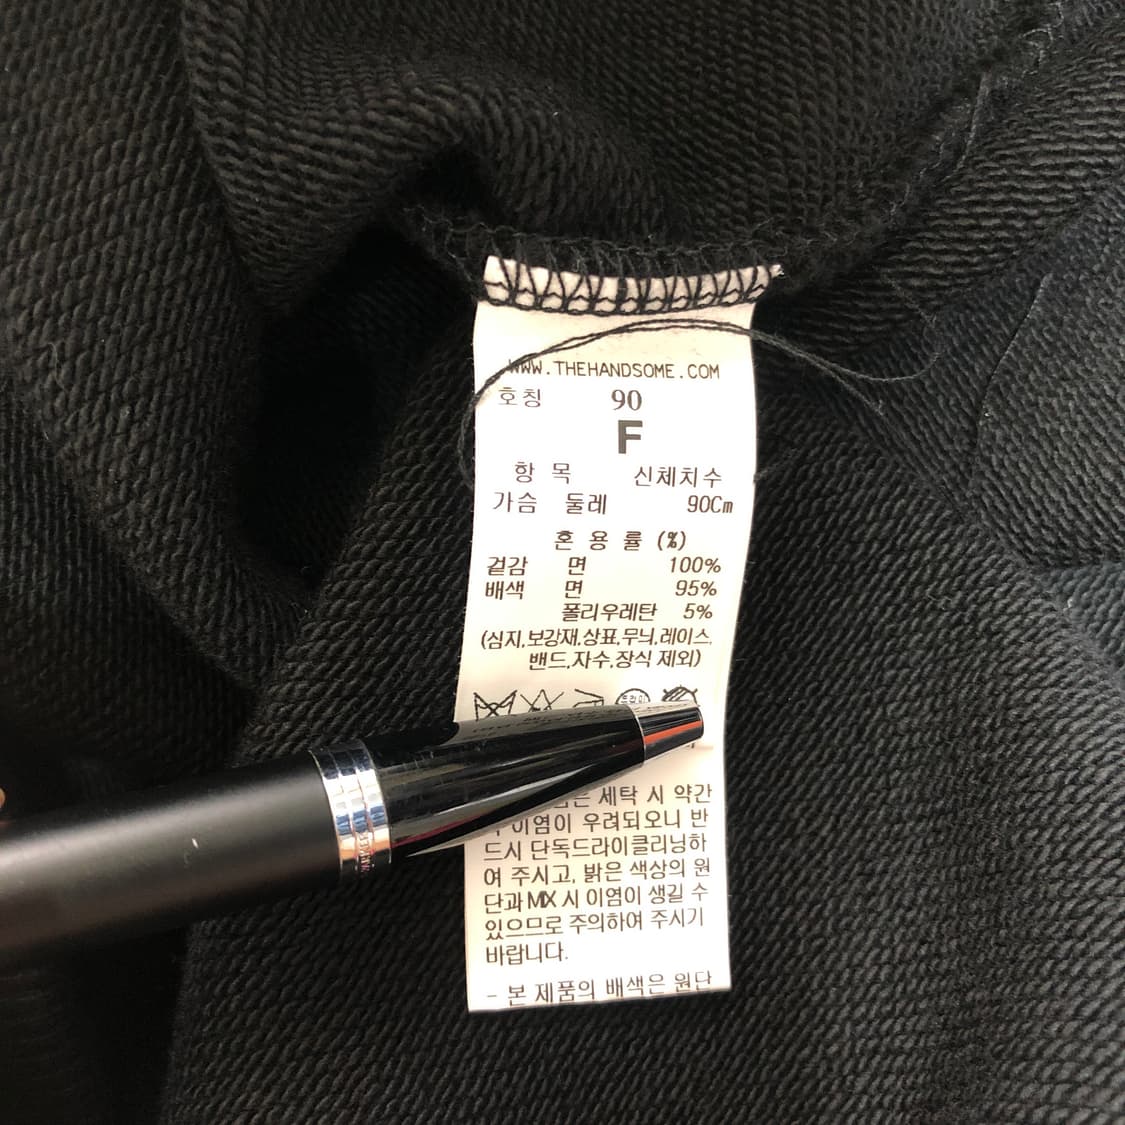 WWW.THEHANDSOME.COM
호칭 90
F
항 목 신체치수
가슴 둘레 90Cm
혼 용 률 (%)
겉감 면 100%
배색 면 95%
폴리우레탄 5%
(심지,보강재,상표,무늬,레이스,
밴드,자수,장식 제외)
세탁 시 약간
이염이 우려되오니 반
드시 단독드라이클리닝하
여 주시고, 밝은 색상의 원
단과 MIX 시 이염이 생길 수
있으므로 주의하여 주시기
바랍니다.
- 본 제품의 배색은 원단